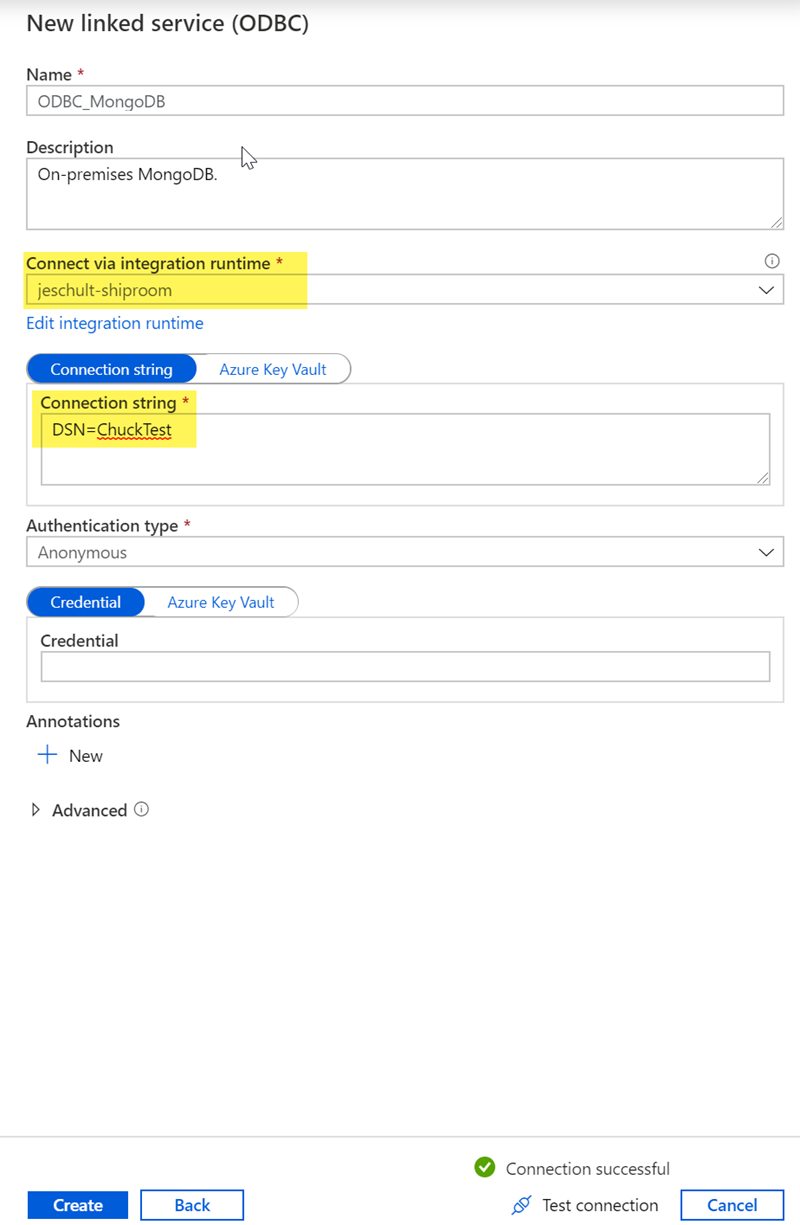 New linked service (ODBC)
Name *
ODBC_MongoDB
Description
On-premises MongoDB.
Connect via integration runtime *
jeschult-shiproom
Edit integration runtime
Connection string Azure Key Vault
Connection string *
DSN=ChuckTest
Authentication type *
Anonymous
Credential Azure Key Vault
Credential
Annotations
New
Advanced
Connection successful
Create Back Test connection Cancel